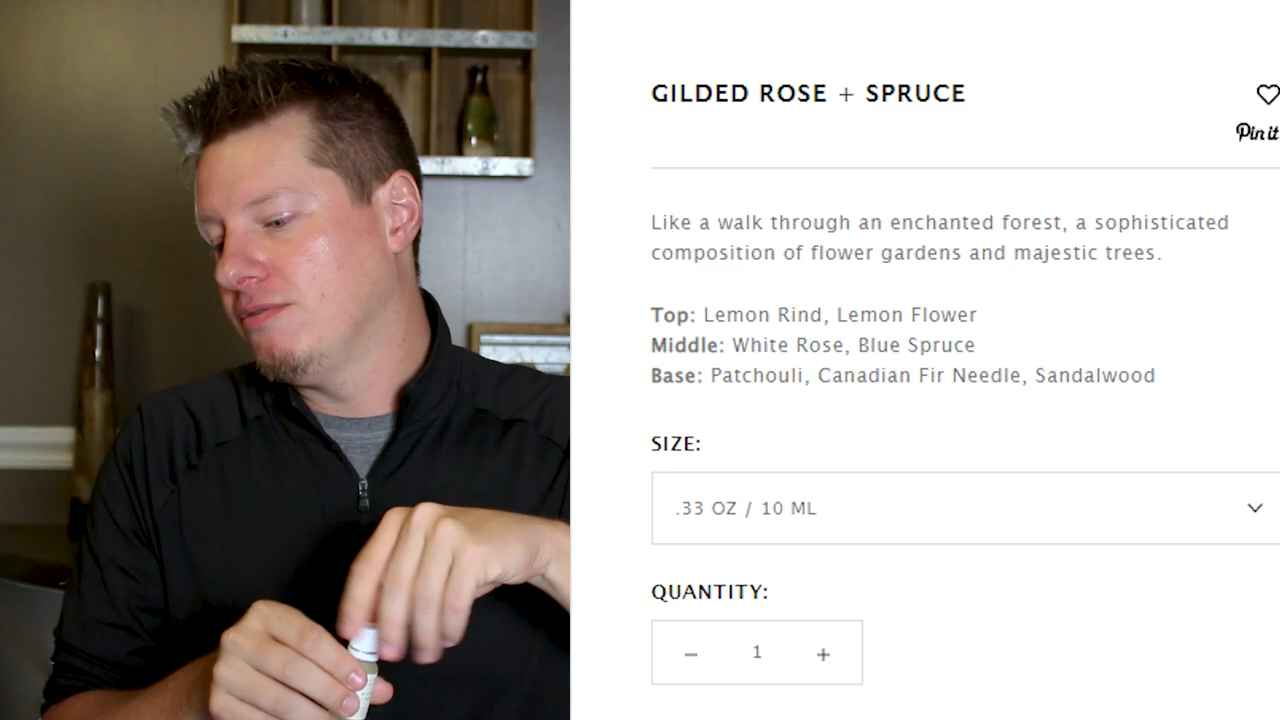 GILDED ROSE + SPRUCE
Pin it
Like a walk through an enchanted forest, a sophisticated
composition of flower gardens and majestic trees.
Top: Lemon Rind, Lemon Flower
Middle: White Rose, Blue Spruce
Base: Patchouli, Canadian Fir Needle, Sandalwood
SIZE:
.33 OZ / 10 ML
QUANTITY:
− 1 +